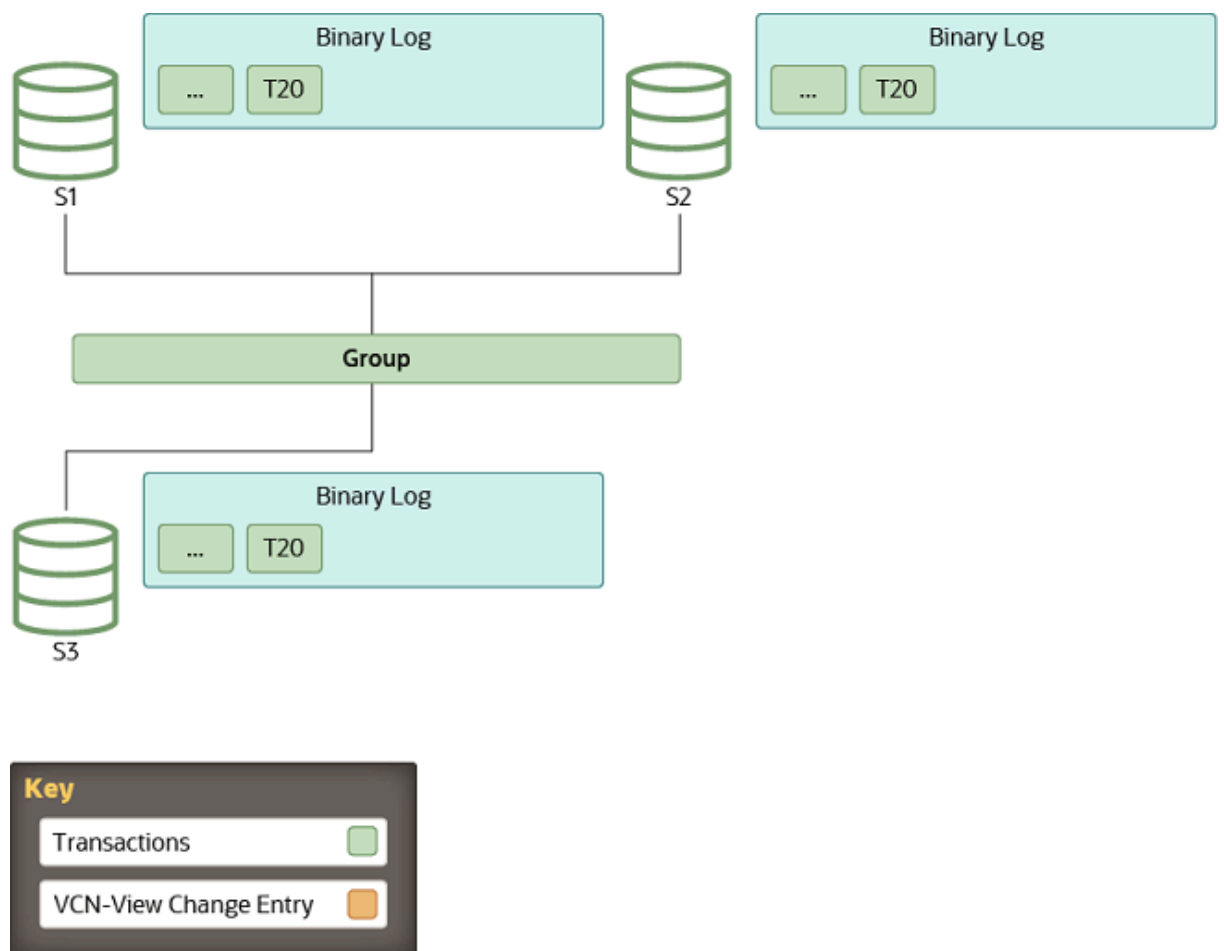 Binary Log
... T20
S1
Binary Log
... T20
S2
Group
Binary Log
... T20
S3
Key
Transactions
VCN-View Change Entry